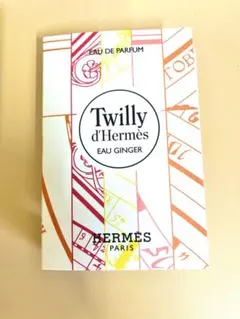 EAU DE PARFUM
Twilly
d'Hermès
EAU GINGER
HERMÈS
PARIS